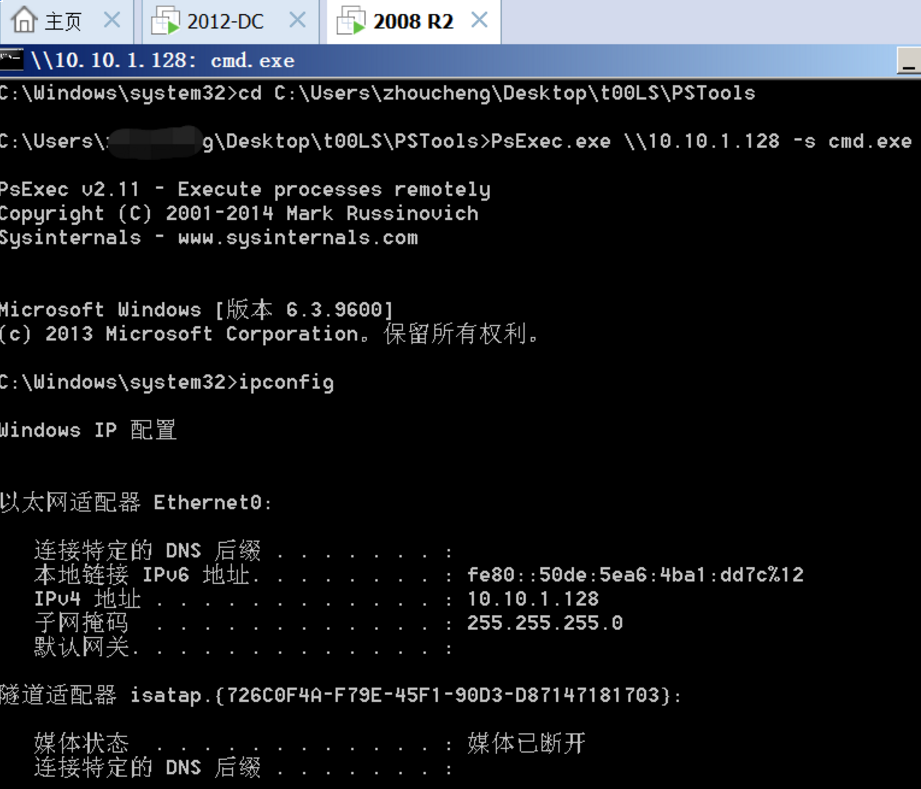 主页
2012-DC
2008 R2
\\10.10.1.128: cmd.exe
C:\Windows\system32>cd C:\Users\zhoucheng\Desktop\t00LS\PSTools
C:\Users\ g\Desktop\t00LS\PSTools>PsExec.exe \\10.10.1.128 -s cmd.exe
PsExec v2.11 - Execute processes remotely
Copyright (C) 2001-2014 Mark Russinovich
Sysinternals - www.sysinternals.com
Microsoft Windows [版本 6.3.9600]
(c) 2013 Microsoft Corporation。保留所有权利。
C:\Windows\system32>ipconfig
Windows IP 配置
以太网适配器 Ethernet0:
连接特定的 DNS 后缀 . . . . . . . :
本地链接 IPv6 地址. . . . . . . . : fe80::50de:5ea6:4ba1:dd7c%12
IPv4 地址 . . . . . . . . . . . . : 10.10.1.128
子网掩码  . . . . . . . . . . . . : 255.255.255.0
默认网关. . . . . . . . . . . . . :
隧道适配器 isatap.{726C0F4A-F79E-45F1-90D3-D87147181703}:
媒体状态  . . . . . . . . . . . . : 媒体已断开
连接特定的 DNS 后缀 . . . . . . . :